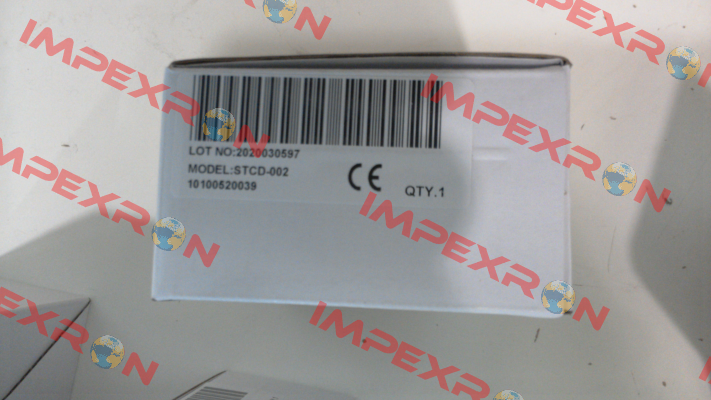 IMPEXRON
IMPEXRON
LOT NO:2020030597
MODEL:STCD-002
10100520039
CE
QTY.1
IMPEXRON
IMPEXRON
IMPEXRON
IMPEXRON
IMPEXRON